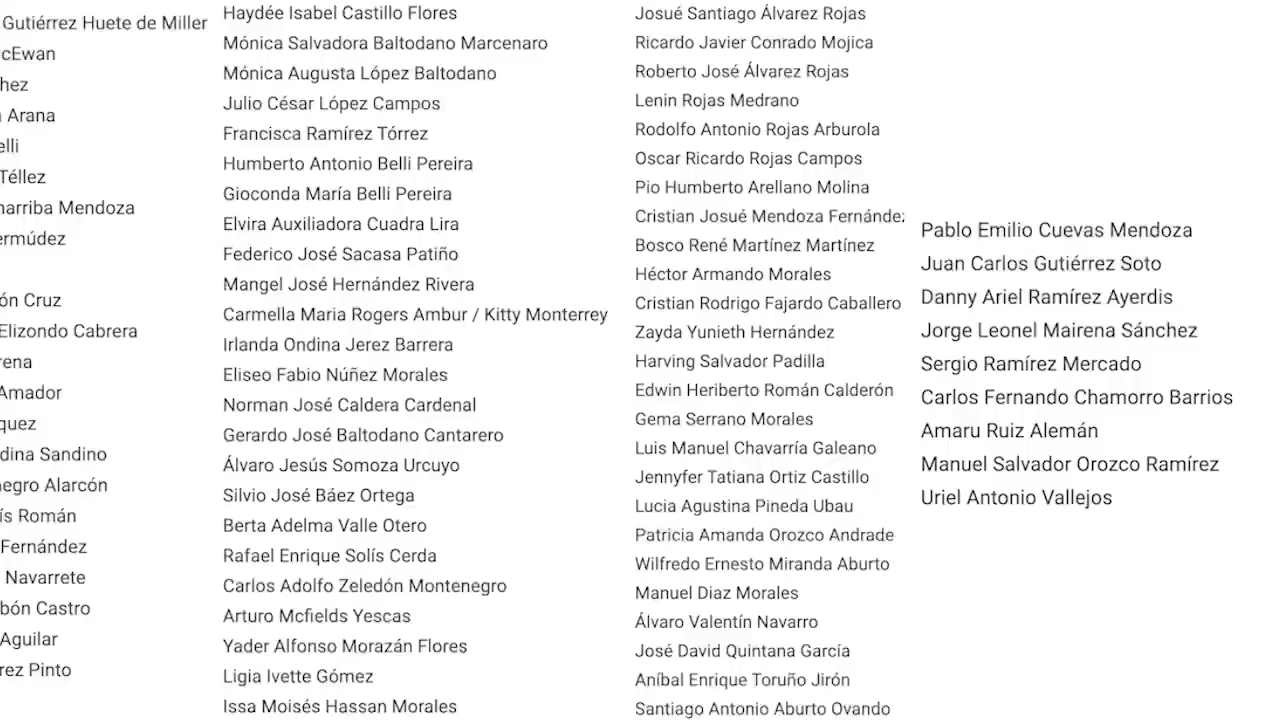 Gutiérrez Huete de Miller
cEwan
hez
Arana
elli
Téllez
arriba Mendoza
ermúdez
ón Cruz
Elizondo Cabrera
rena
Amador
quez
dina Sandino
negro Alarcón
ís Román
Fernández
Navarrete
bón Castro
Aguilar
rez Pinto
Haydée Isabel Castillo Flores
Mónica Salvadora Baltodano Marcenaro
Mónica Augusta López Baltodano
Julio César López Campos
Francisca Ramírez Tórrez
Humberto Antonio Belli Pereira
Gioconda María Belli Pereira
Elvira Auxiliadora Cuadra Lira
Federico José Sacasa Patiño
Mangel José Hernández Rivera
Carmella Maria Rogers Ambur / Kitty Monterrey
Irlanda Ondina Jerez Barrera
Eliseo Fabio Núñez Morales
Norman José Caldera Cardenal
Gerardo José Baltodano Cantarero
Álvaro Jesús Somoza Urcuyo
Silvio José Báez Ortega
Berta Adelma Valle Otero
Rafael Enrique Solís Cerda
Carlos Adolfo Zeledón Montenegro
Arturo Mcfields Yescas
Yader Alfonso Morazán Flores
Ligia Ivette Gómez
Issa Moisés Hassan Morales
Josué Santiago Álvarez Rojas
Ricardo Javier Conrado Mojica
Roberto José Álvarez Rojas
Lenin Rojas Medrano
Rodolfo Antonio Rojas Arburola
Oscar Ricardo Rojas Campos
Pio Humberto Arellano Molina
Cristian Josué Mendoza Fernández
Bosco René Martínez Martínez
Héctor Armando Morales
Cristian Rodrigo Fajardo Caballero
Zayda Yunieth Hernández
Harving Salvador Padilla
Edwin Heriberto Román Calderón
Gema Serrano Morales
Luis Manuel Chavarría Galeano
Jennyfer Tatiana Ortiz Castillo
Lucia Agustina Pineda Ubau
Patricia Amanda Orozco Andrade
Wilfredo Ernesto Miranda Aburto
Manuel Diaz Morales
Álvaro Valentín Navarro
José David Quintana García
Aníbal Enrique Toruño Jirón
Santiago Antonio Aburto Ovando
Pablo Emilio Cuevas Mendoza
Juan Carlos Gutiérrez Soto
Danny Ariel Ramírez Ayerdis
Jorge Leonel Mairena Sánchez
Sergio Ramírez Mercado
Carlos Fernando Chamorro Barrios
Amaru Ruiz Alemán
Manuel Salvador Orozco Ramírez
Uriel Antonio Vallejos